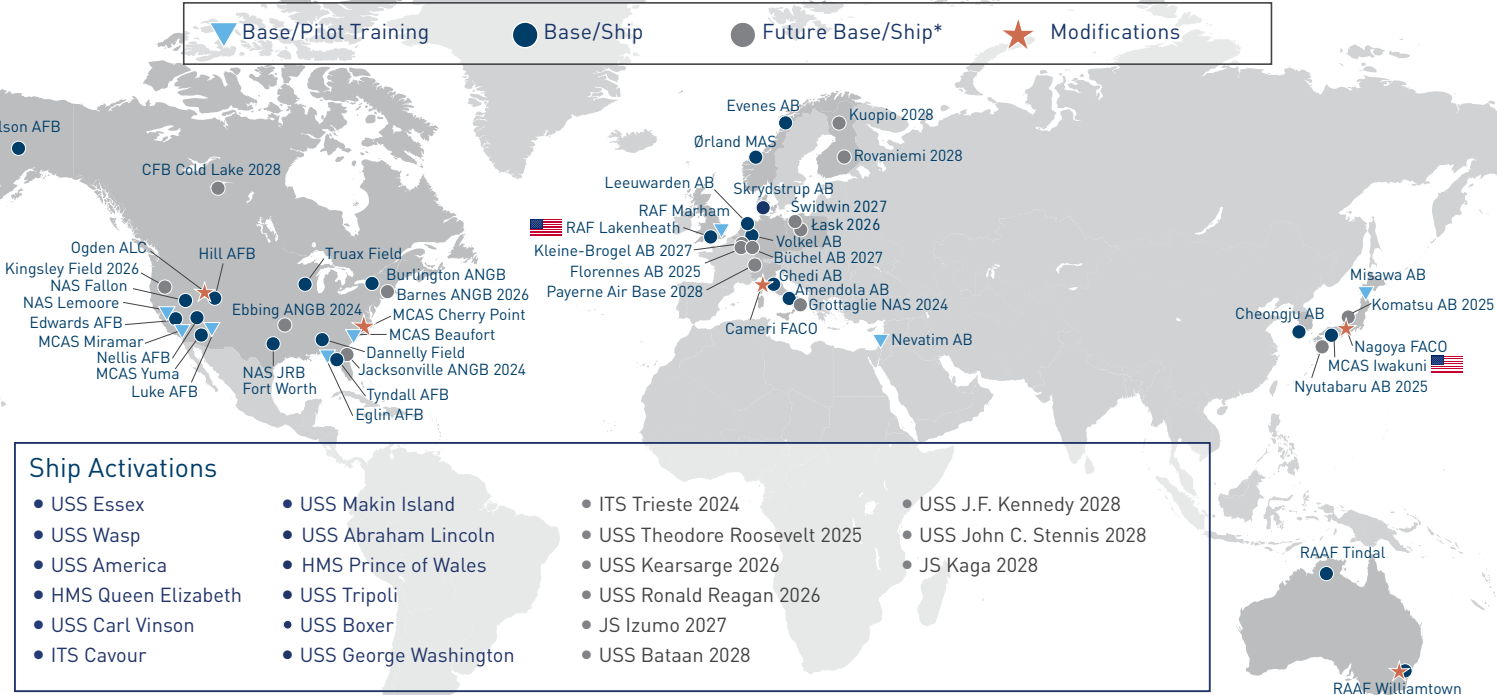 Base/Pilot Training
Base/Ship
Future Base/Ship*
Modifications
lson AFB
CFB Cold Lake 2028
Ogden ALC
Hill AFB
Truax Field
Kingsley Field 2026
NAS Fallon
NAS Lemoore
Edwards AFB
MCAS Miramar
Nellis AFB
MCAS Yuma
Luke AFB
Ebbing ANGB 2024
NAS JRB
Fort Worth
Burlington ANGB
Barnes ANGB 2026
MCAS Cherry Point
MCAS Beaufort
Dannelly Field
Jacksonville ANGB 2024
Tyndall AFB
Eglin AFB
Evenes AB
Kuopio 2028
Ørland MAS
Rovaniemi 2028
Leeuwarden AB
Skrydstrup AB
RAF Marham
Świdwin 2027
RAF Lakenheath
Łask 2026
Volkel AB
Kleine-Brogel AB 2027
Büchel AB 2027
Florennes AB 2025
Ghedi AB
Payerne Air Base 2028
Amendola AB
Grottaglie NAS 2024
Cameri FACO
Nevatim AB
Misawa AB
Komatsu AB 2025
Cheongju AB
Nagoya FACO
MCAS Iwakuni
Nyutabaru AB 2025
RAAF Tindal
RAAF Williamtown
Ship Activations
USS Essex
USS Wasp
USS America
HMS Queen Elizabeth
USS Carl Vinson
ITS Cavour
USS Makin Island
USS Abraham Lincoln
HMS Prince of Wales
USS Tripoli
USS Boxer
USS George Washington
ITS Trieste 2024
USS Theodore Roosevelt 2025
USS Kearsarge 2026
USS Ronald Reagan 2026
JS Izumo 2027
USS Bataan 2028
USS J.F. Kennedy 2028
USS John C. Stennis 2028
JS Kaga 2028